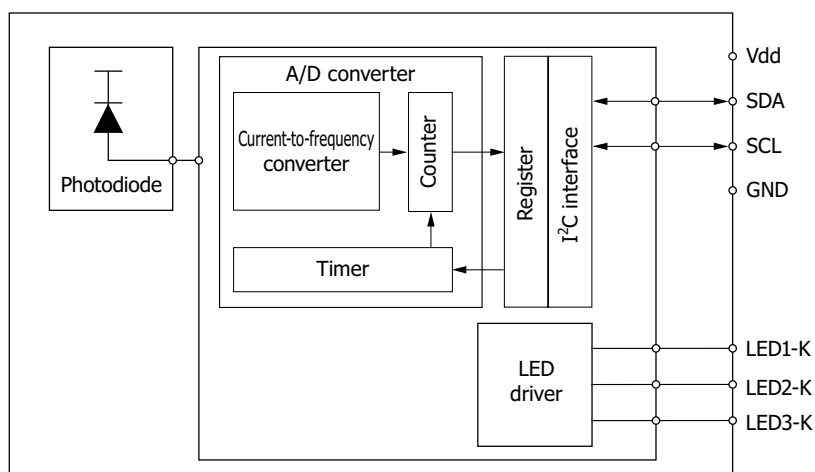 A/D converter
Current-to-frequency
converter
Counter
Timer
Photodiode
Register
I²C interface
LED
driver
Vdd
SDA
SCL
GND
LED1-K
LED2-K
LED3-K